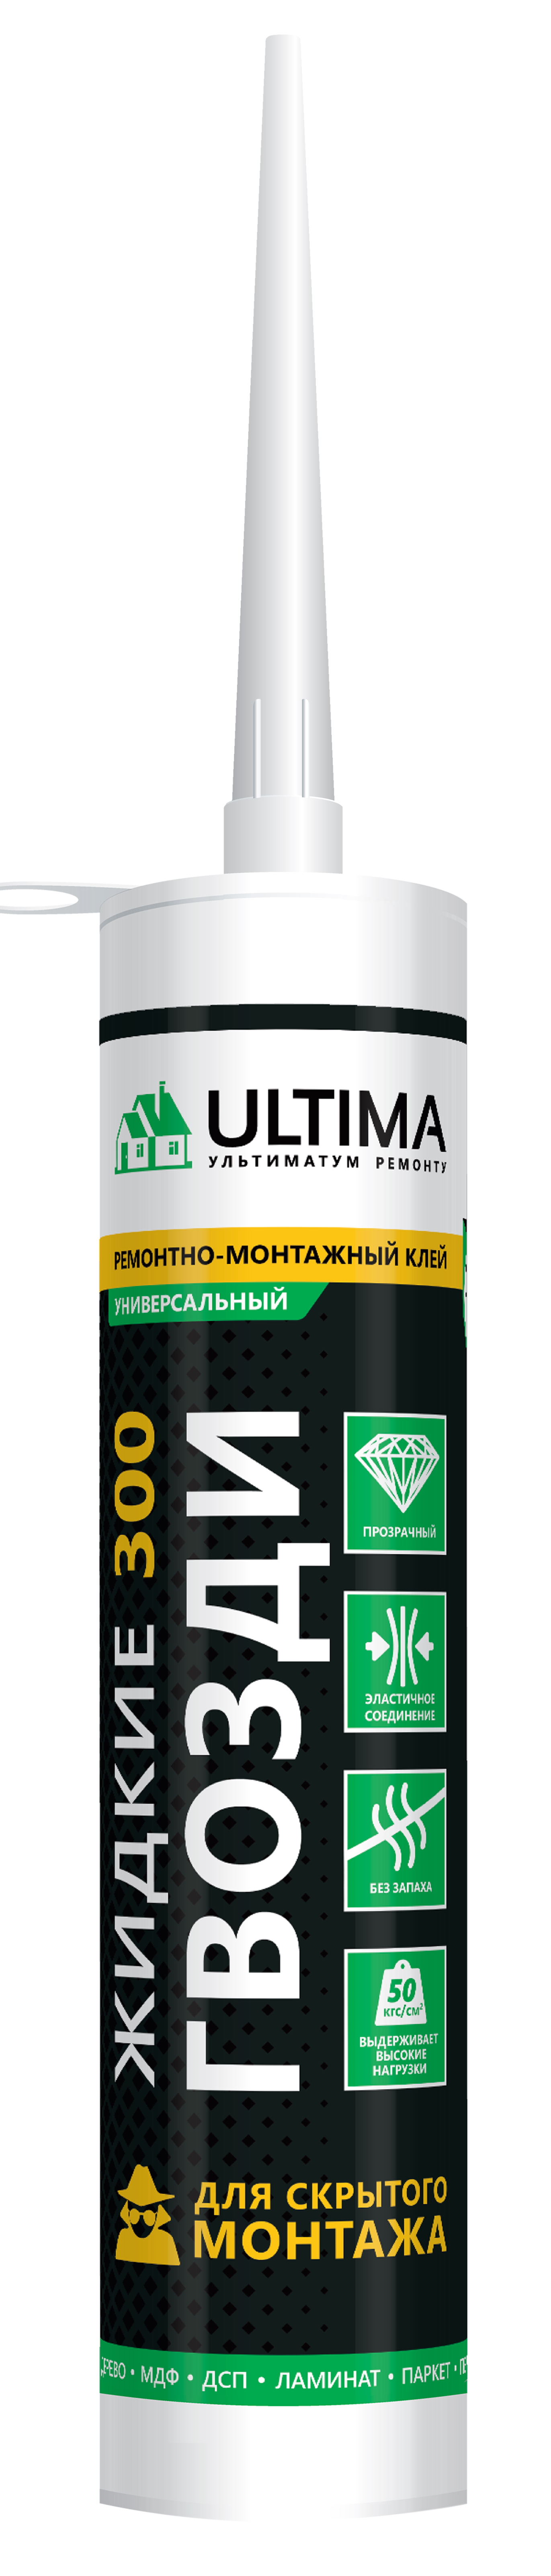 ULTIMA
УЛЬТИМАТУМ РЕМОНТУ
РЕМОНТНО-МОНТАЖНЫЙ КЛЕЙ
УНИВЕРСАЛЬНЫЙ
ЖИДКИЕ 300
ГВОЗДИ
ПРОЗРАЧНЫЙ
ЭЛАСТИЧНОЕ
СОЕДИНЕНИЕ
БЕЗ ЗАПАХА
50
кгс/см²
ВЫДЕРЖИВАЕТ
ВЫСОКИЕ
НАГРУЗКИ
ДЛЯ СКРЫТОГО
МОНТАЖА
ДЕРЕВО • МДФ • ДСП • ЛАМИНАТ • ПАРКЕТ •